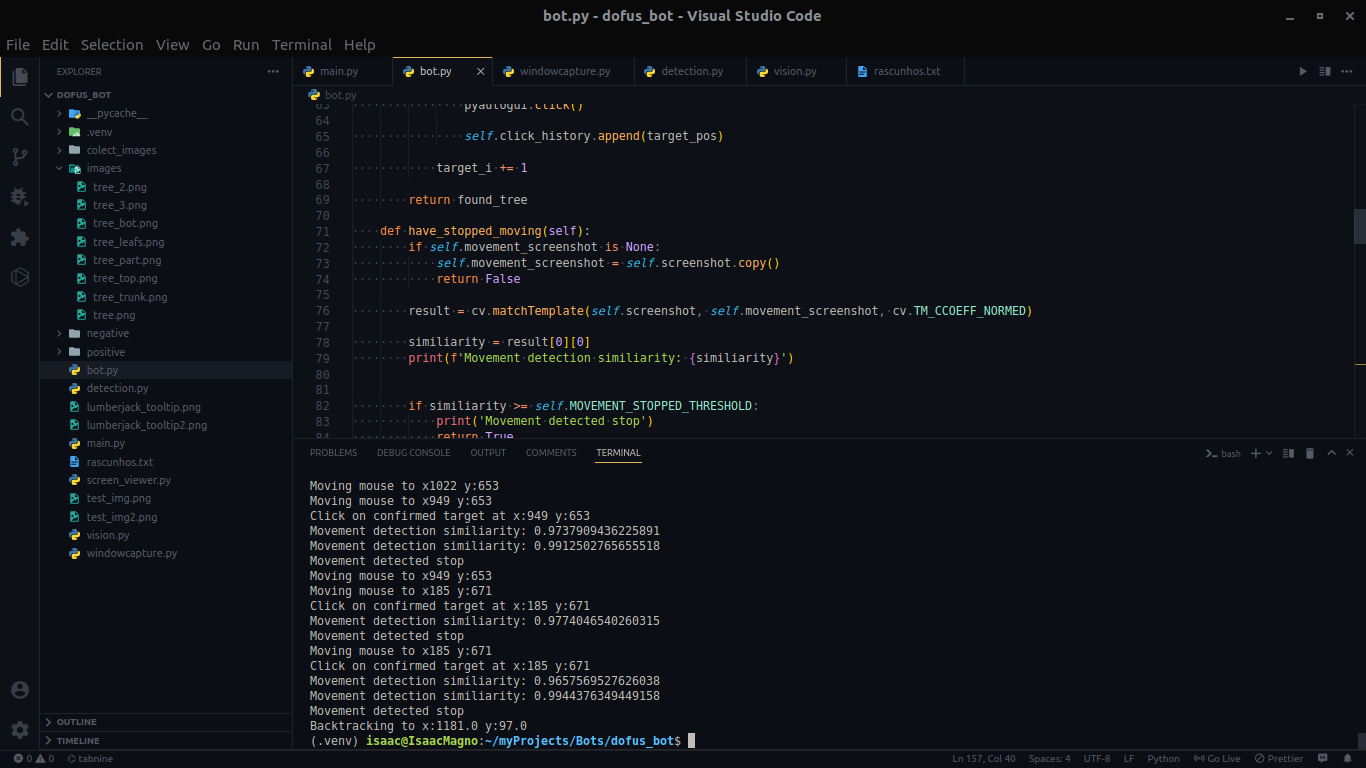 bot.py - dofus_bot - Visual Studio Code
File Edit Selection View Go Run Terminal Help
EXPLORER
DOFUS_BOT
__pycache__
.venv
colect_images
images
tree_2.png
tree_3.png
tree_bot.png
tree_leafs.png
tree_part.png
tree_top.png
tree_trunk.png
tree.png
negative
positive
bot.py
detection.py
lumberjack_tooltip.png
lumberjack_tooltip2.png
main.py
rascunhos.txt
screen_viewer.py
test_img.png
test_img2.png
vision.py
windowcapture.py
OUTLINE
TIMELINE
main.py bot.py windowcapture.py detection.py vision.py rascunhos.txt
bot.py
63 pyautogui.click()
64
65 self.click_history.append(target_pos)
66
67 target_i += 1
68
69 return found_tree
70
71 def have_stopped_moving(self):
72 if self.movement_screenshot is None:
73 self.movement_screenshot = self.screenshot.copy()
74 return False
75
76 result = cv.matchTemplate(self.screenshot, self.movement_screenshot, cv.TM_CCOEFF_NORMED)
77
78 similiarity = result[0][0]
79 print(f'Movement detection similiarity: {similiarity}')
80
81
82 if similiarity >= self.MOVEMENT_STOPPED_THRESHOLD:
83 print('Movement detected stop')
84 return True
PROBLEMS DEBUG CONSOLE OUTPUT COMMENTS TERMINAL
bash
Moving mouse to x1022 y:653
Moving mouse to x949 y:653
Click on confirmed target at x:949 y:653
Movement detection similiarity: 0.9737909436225891
Movement detection similiarity: 0.9912502765655518
Movement detected stop
Moving mouse to x949 y:653
Moving mouse to x185 y:671
Click on confirmed target at x:185 y:671
Movement detection similiarity: 0.9774046540260315
Movement detected stop
Moving mouse to x185 y:671
Click on confirmed target at x:185 y:671
Movement detection similiarity: 0.9657569527626038
Movement detection similiarity: 0.9944376349449158
Movement detected stop
Backtracking to x:1181.0 y:97.0
(.venv) isaac@IsaacMagno:~/myProjects/Bots/dofus_bot$
0 0 tabnine Ln 157, Col 40 Spaces: 4 UTF-8 LF Python Go Live Prettier